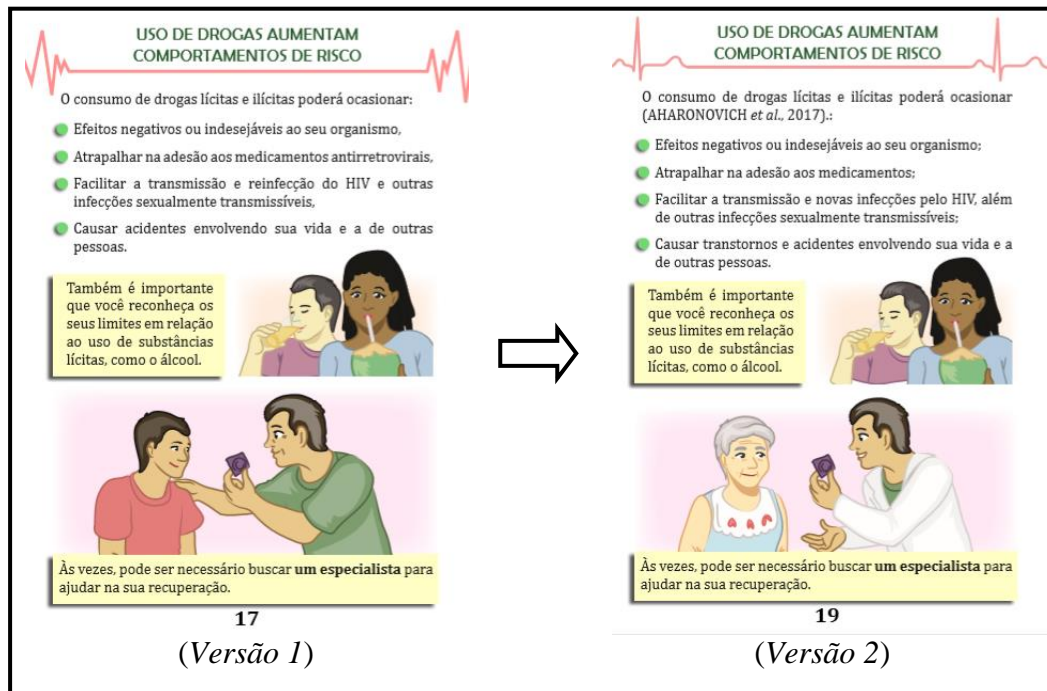 USO DE DROGAS AUMENTAM
COMPORTAMENTOS DE RISCO
O consumo de drogas lícitas e ilícitas poderá ocasionar:
Efeitos negativos ou indesejáveis ao seu organismo,
Atrapalhar na adesão aos medicamentos antirretrovirais,
Facilitar a transmissão e reinfecção do HIV e outras
infecções sexualmente transmissíveis,
Causar acidentes envolvendo sua vida e a de outras
pessoas.
Também é importante
que você reconheça os
seus limites em relação
ao uso de substâncias
lícitas, como o álcool.
Às vezes, pode ser necessário buscar um especialista para
ajudar na sua recuperação.
17
(Versão 1)
USO DE DROGAS AUMENTAM
COMPORTAMENTOS DE RISCO
O consumo de drogas lícitas e ilícitas poderá ocasionar
(AHARONOVICH et al., 2017).:
Efeitos negativos ou indesejáveis ao seu organismo;
Atrapalhar na adesão aos medicamentos;
Facilitar a transmissão e novas infecções pelo HIV, além
de outras infecções sexualmente transmissíveis;
Causar transtornos e acidentes envolvendo sua vida e a
de outras pessoas.
Também é importante
que você reconheça os
seus limites em relação
ao uso de substâncias
lícitas, como o álcool.
Às vezes, pode ser necessário buscar um especialista para
ajudar na sua recuperação.
19
(Versão 2)